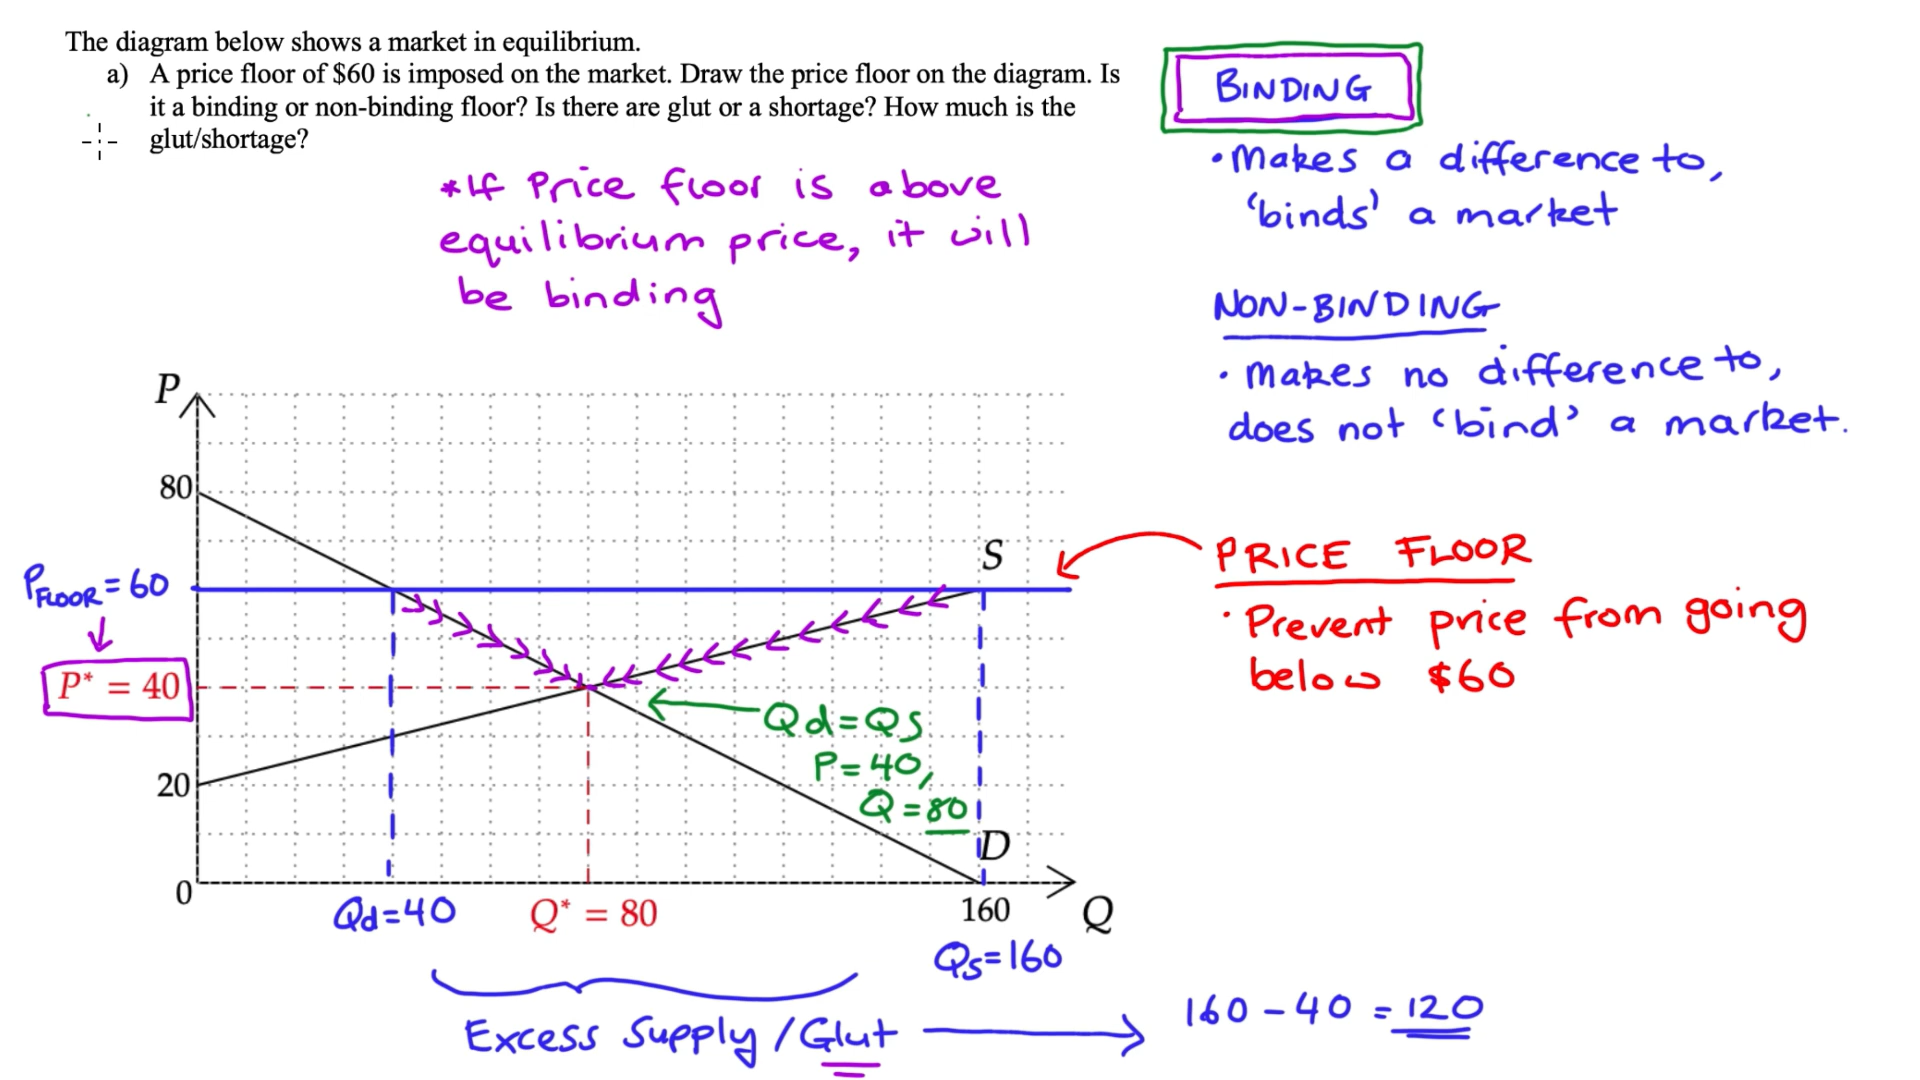 The diagram below shows a market in equilibrium.
a) A price floor of $60 is imposed on the market. Draw the price floor on the diagram. Is
it a binding or non-binding floor? Is there are glut or a shortage? How much is the
glut/shortage?
*If Price floor is above
equilibrium price, it will
be binding
BINDING
• Makes a difference to,
'binds' a market
NON-BINDING
• makes no difference to,
does not 'bind' a market.
PRICE FLOOR
• Prevent price from going
below $60
P
80
S
PFLOOR = 60
P* = 40
Qd=QS
P=40,
Q=80
20
D
0
Qd=40
Q* = 80
160
Q
Qs=160
Excess Supply / Glut
160 - 40 = 120